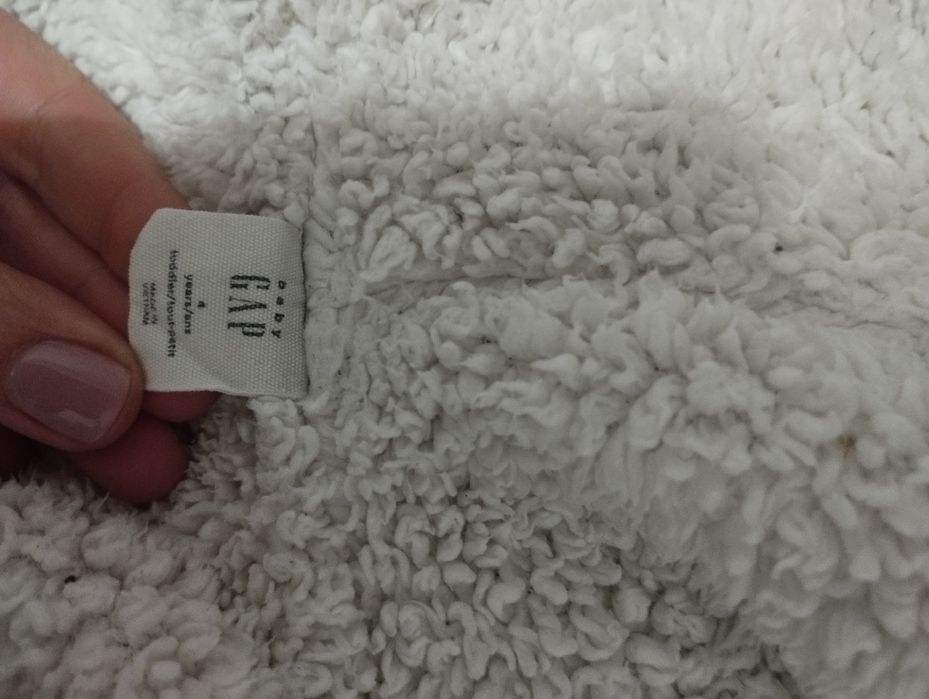 baby
GAP
4
years/ans
toddler/tout-petit
MADE IN
VIETNAM